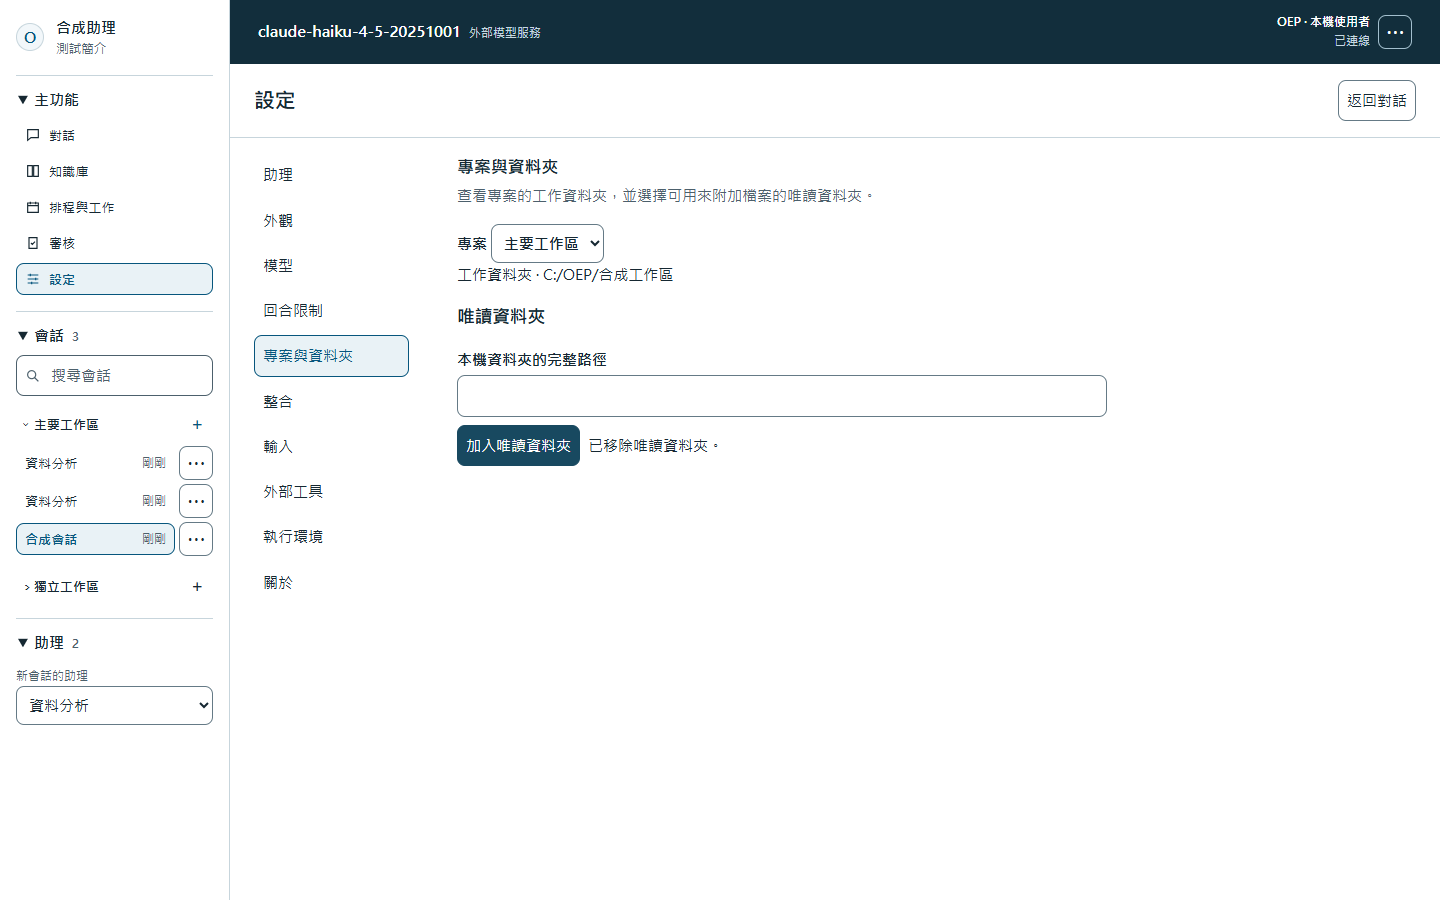 O
合成助理
測試簡介
▼ 主功能
對話
知識庫
排程與工作
審核
設定
▼ 會話 3
搜尋會話
主要工作區 +
資料分析 剛剛 ···
資料分析 剛剛 ···
合成會話 剛剛 ···
獨立工作區 +
▼ 助理 2
新會話的助理
資料分析
claude-haiku-4-5-20251001 外部模型服務
OEP · 本機使用者
已連線
···
設定
返回對話
助理
外觀
模型
回合限制
專案與資料夾
整合
輸入
外部工具
執行環境
關於
專案與資料夾
查看專案的工作資料夾，並選擇可用來附加檔案的唯讀資料夾。
專案 主要工作區
工作資料夾 · C:/OEP/合成工作區
唯讀資料夾
本機資料夾的完整路徑
加入唯讀資料夾 已移除唯讀資料夾。